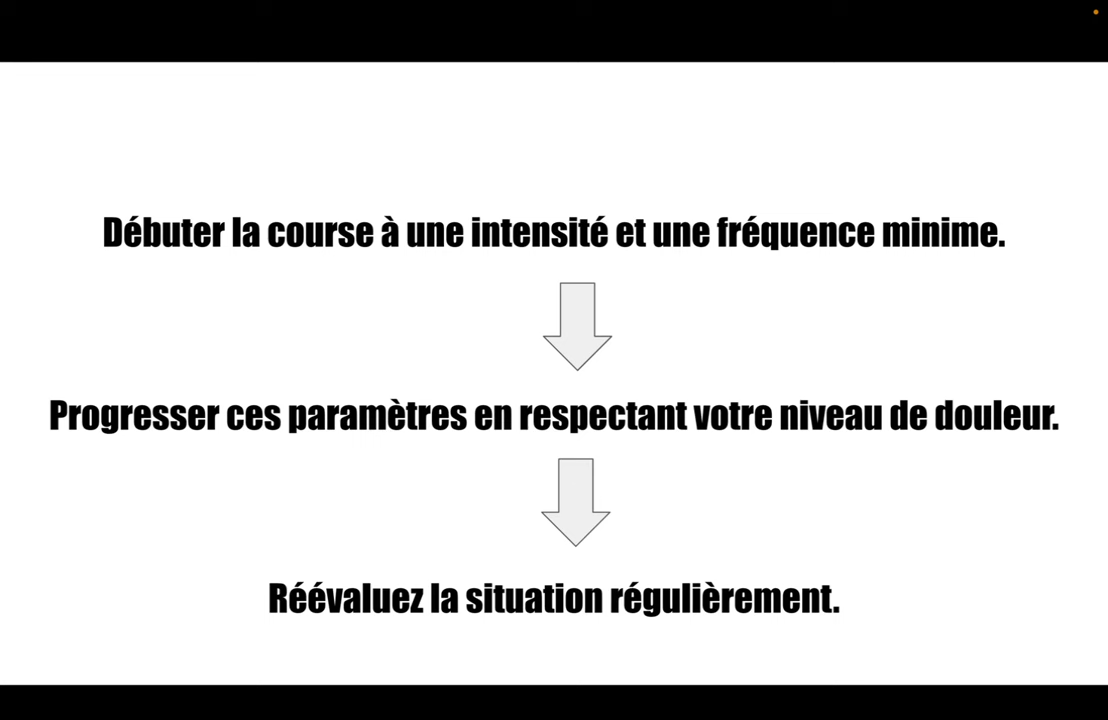 Débuter la course à une intensité et une fréquence minime.
Progresser ces paramètres en respectant votre niveau de douleur.
Réévaluez la situation régulièrement.